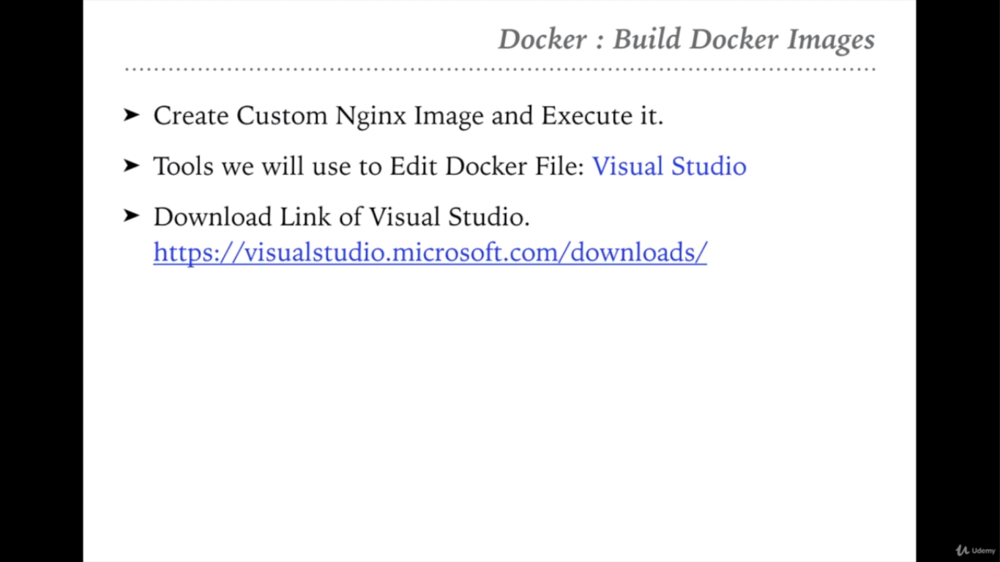 Docker : Build Docker Images
➤ Create Custom Nginx Image and Execute it.
➤ Tools we will use to Edit Docker File: Visual Studio
➤ Download Link of Visual Studio.
https://visualstudio.microsoft.com/downloads/
Udemy